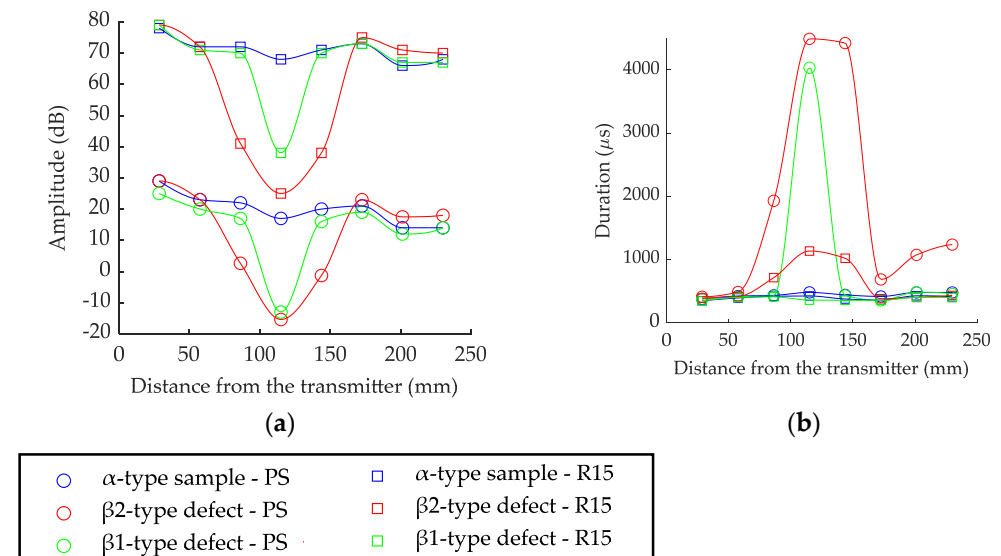 80
70
60
50
40
30
20
10
0
-10
-20
0 50 100 150 200 250
Amplitude (dB)
Distance from the transmitter (mm)
(a)
4000
3000
2000
1000
0
0 50 100 150 200 250
Duration (μs)
Distance from the transmitter (mm)
(b)
α-type sample - PS
β2-type defect - PS
β1-type defect - PS
α-type sample - R15
β2-type defect - R15
β1-type defect - R15